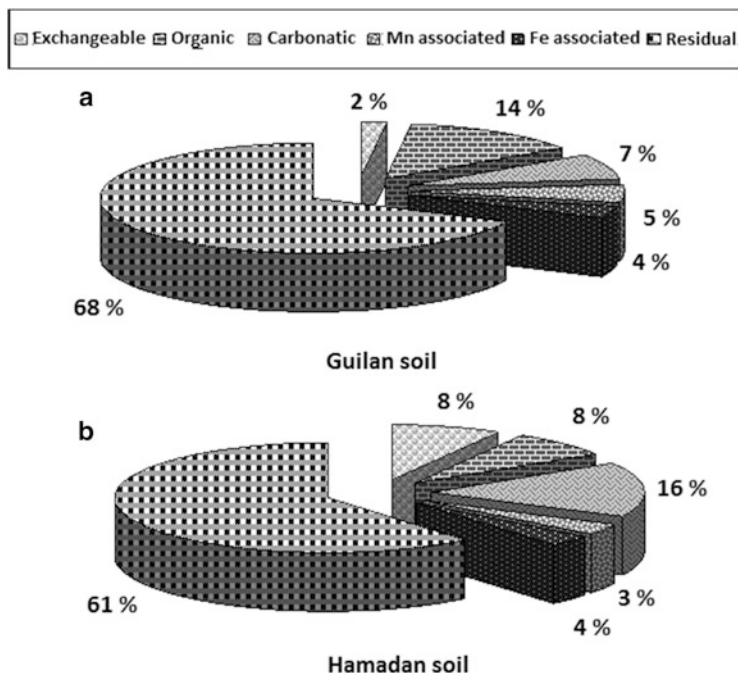 Exchangeable Organic Carbonatic Mn associated Fe associated Residual
a
2 %
14 %
7 %
5 %
4 %
68 %
Guilan soil
b
8 %
8 %
16 %
3 %
4 %
61 %
Hamadan soil